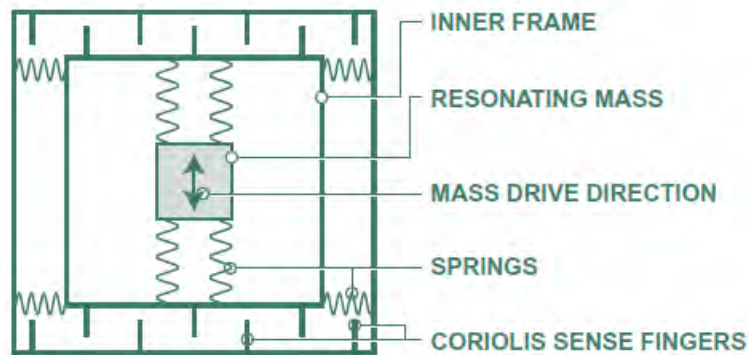 INNER FRAME
RESONATING MASS
MASS DRIVE DIRECTION
SPRINGS
CORIOLIS SENSE FINGERS